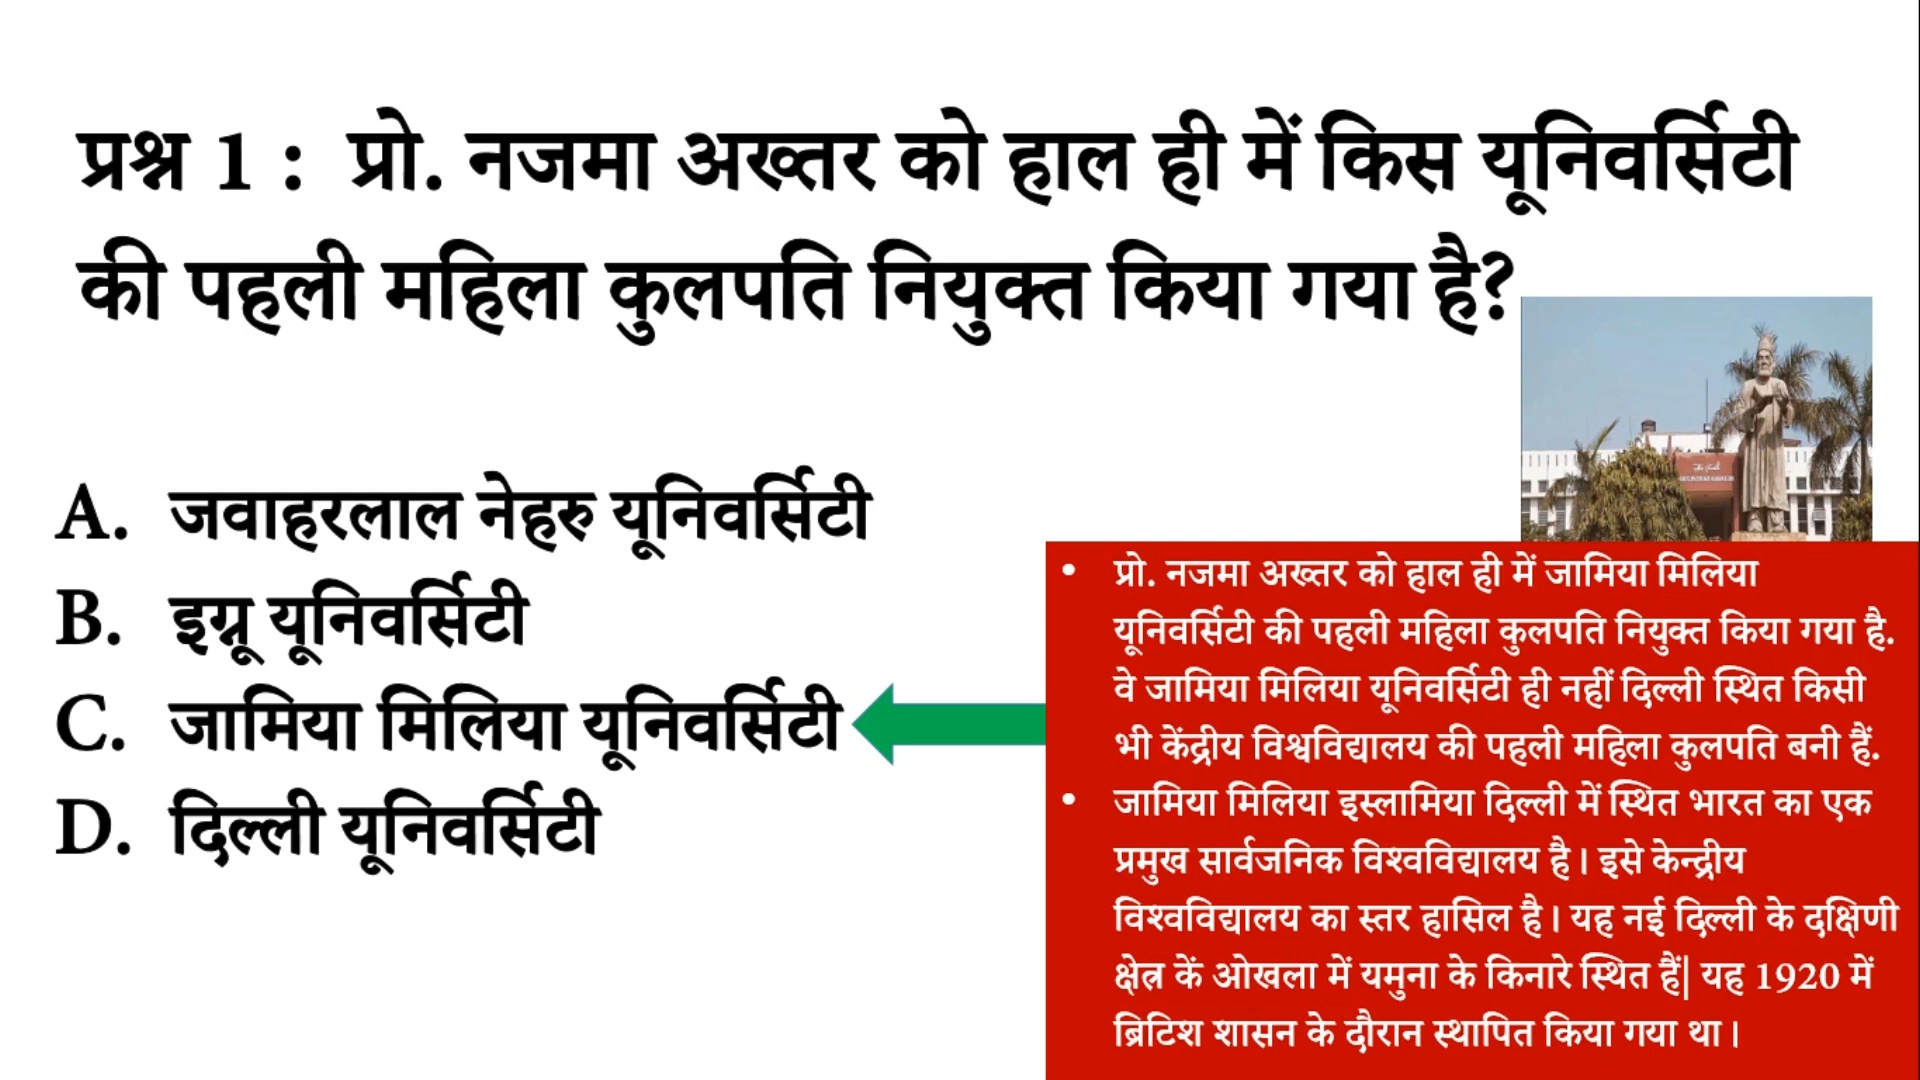 प्रश्न 1 : प्रो. नजमा अख्तर को हाल ही में किस यूनिवर्सिटी
की पहली महिला कुलपति नियुक्त किया गया है?
A. जवाहरलाल नेहरु यूनिवर्सिटी
B. इग्नू यूनिवर्सिटी
C. जामिया मिलिया यूनिवर्सिटी
D. दिल्ली यूनिवर्सिटी
• प्रो. नजमा अख्तर को हाल ही में जामिया मिलिया
यूनिवर्सिटी की पहली महिला कुलपति नियुक्त किया गया है.
वे जामिया मिलिया यूनिवर्सिटी ही नहीं दिल्ली स्थित किसी
भी केंद्रीय विश्वविद्यालय की पहली महिला कुलपति बनी हैं.
• जामिया मिलिया इस्लामिया दिल्ली में स्थित भारत का एक
प्रमुख सार्वजनिक विश्वविद्यालय है। इसे केन्द्रीय
विश्वविद्यालय का स्तर हासिल है। यह नई दिल्ली के दक्षिणी
क्षेत्र कें ओखला में यमुना के किनारे स्थित हैं| यह 1920 में
ब्रिटिश शासन के दौरान स्थापित किया गया था।